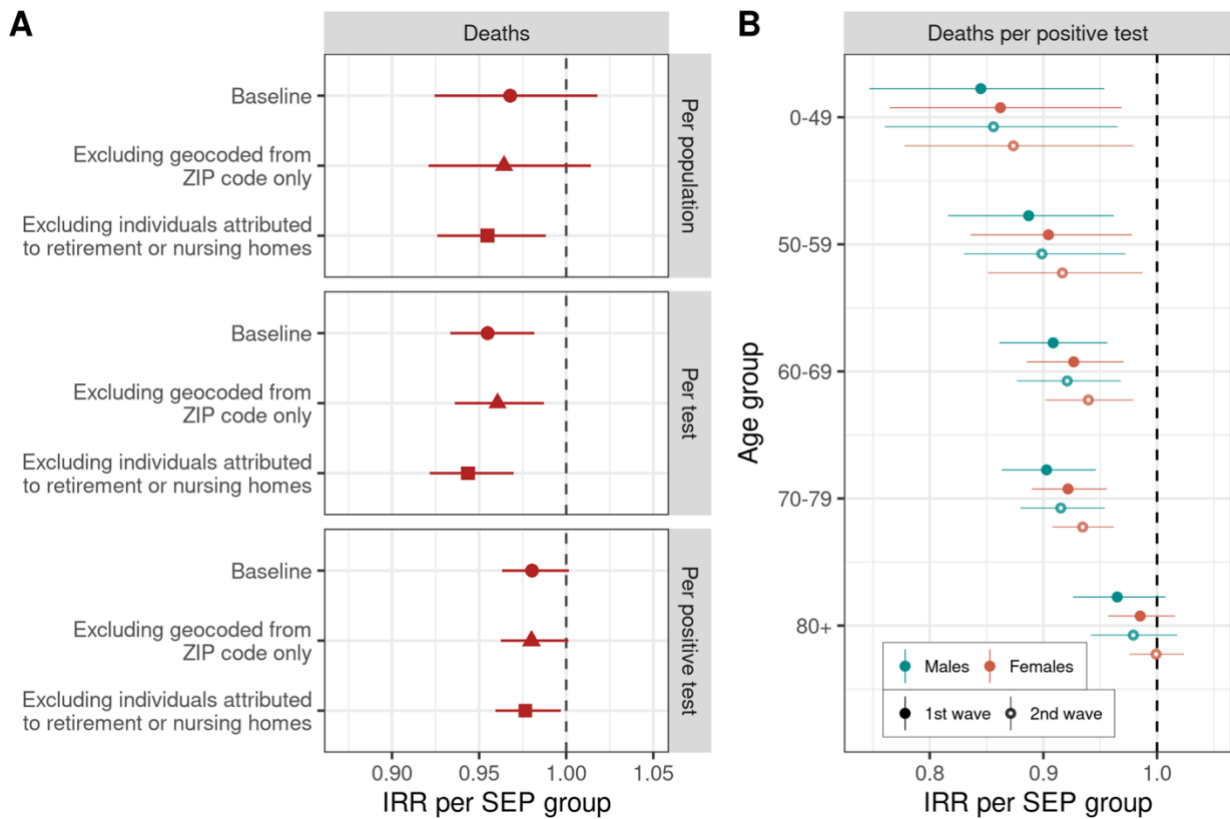 A
Deaths
Baseline
Excluding geocoded from
ZIP code only
Excluding individuals attributed
to retirement or nursing homes
Per population
Baseline
Excluding geocoded from
ZIP code only
Excluding individuals attributed
to retirement or nursing homes
Per test
Baseline
Excluding geocoded from
ZIP code only
Excluding individuals attributed
to retirement or nursing homes
Per positive test
0.90 0.95 1.00 1.05
IRR per SEP group
B
Deaths per positive test
Age group
0-49
50-59
60-69
70-79
80+
Males Females
1st wave 2nd wave
0.8 0.9 1.0
IRR per SEP group